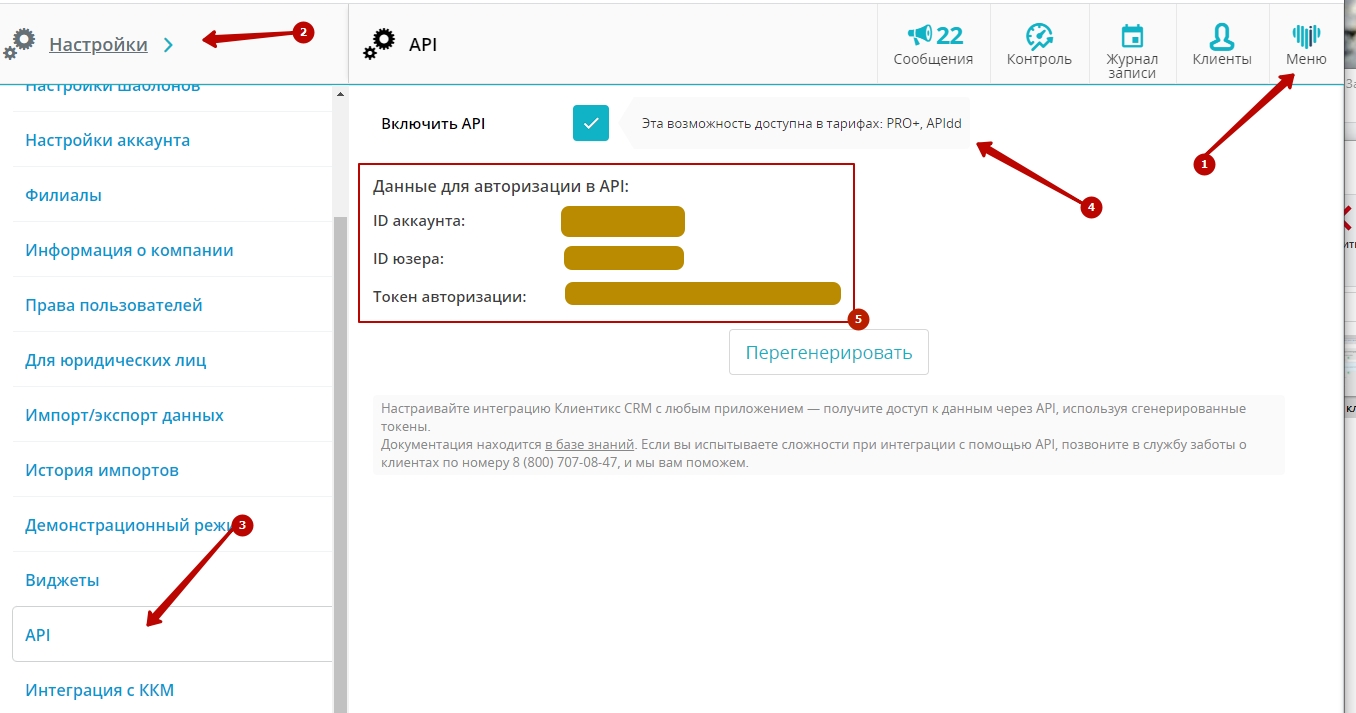 Настройки
2
API
22
Сообщения
Контроль
Журнал
записи
Клиенты
Меню
1
Настройки шаблонов
Настройки аккаунта
Филиалы
Информация о компании
Права пользователей
Для юридических лиц
Импорт/экспорт данных
История импортов
Демонстрационный режи
3
Виджеты
API
Интеграция с ККМ
Включить API
Эта возможность доступна в тарифах: PRO+, APIdd
4
Данные для авторизации в API:
ID аккаунта:
ID юзера:
Токен авторизации:
5
Перегенерировать
Настраивайте интеграцию Клиентикс CRM с любым приложением — получите доступ к данным через API, используя сгенерированные
токены.
Документация находится в базе знаний. Если вы испытываете сложности при интеграции с помощью API, позвоните в службу заботы о
клиентах по номеру 8 (800) 707-08-47, и мы вам поможем.